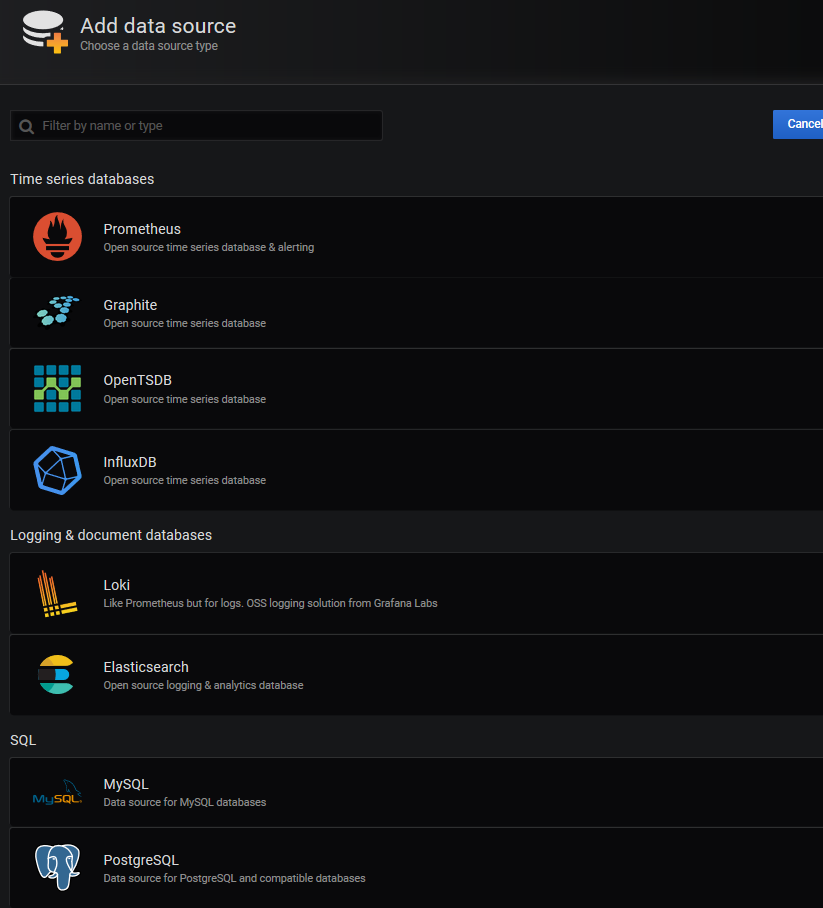 Add data source
Choose a data source type
Filter by name or type
Cancel
Time series databases
Prometheus
Open source time series database & alerting
Graphite
Open source time series database
OpenTSDB
Open source time series database
InfluxDB
Open source time series database
Logging & document databases
Loki
Like Prometheus but for logs. OSS logging solution from Grafana Labs
Elasticsearch
Open source logging & analytics database
SQL
MySQL
MySQL
Data source for MySQL databases
PostgreSQL
Data source for PostgreSQL and compatible databases